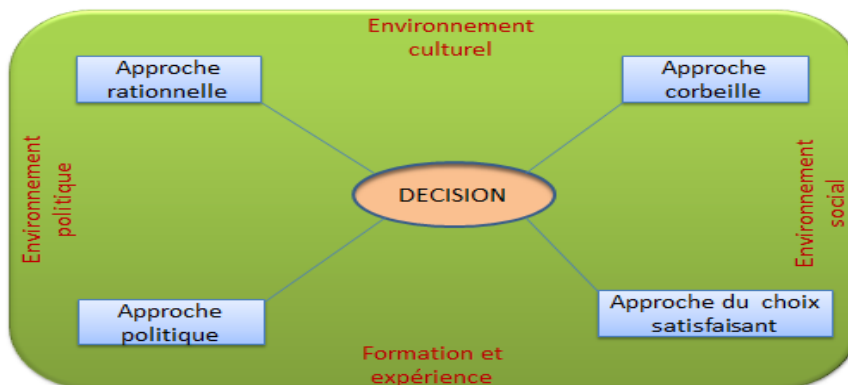 Environnement
culturel
Approche
rationnelle
Approche
corbeille
Environnement
politique
DECISION
Environnement
social
Approche
politique
Approche du choix
satisfaisant
Formation et
expérience